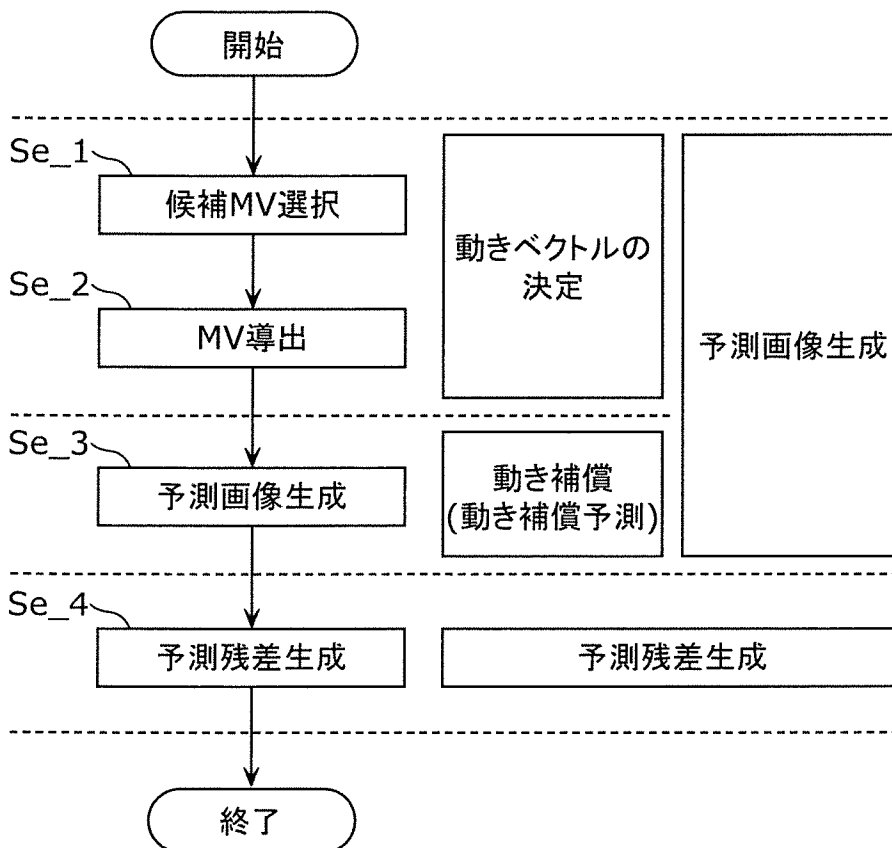 開始
Se_1
候補MV選択
Se_2
MV導出
動きベクトルの
決定
予測画像生成
Se_3
予測画像生成
動き補償
(動き補償予測)
Se_4
予測残差生成
予測残差生成
終了